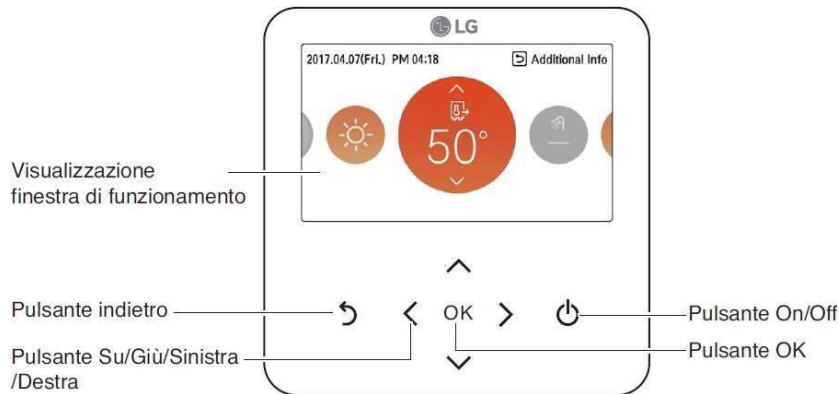 LG
2017.04.07(Fri.) PM 04:18 Additional Info
50°
Visualizzazione
finestra di funzionamento
Pulsante indietro
OK
Pulsante On/Off
Pulsante Su/Giù/Sinistra
/Destra
Pulsante OK